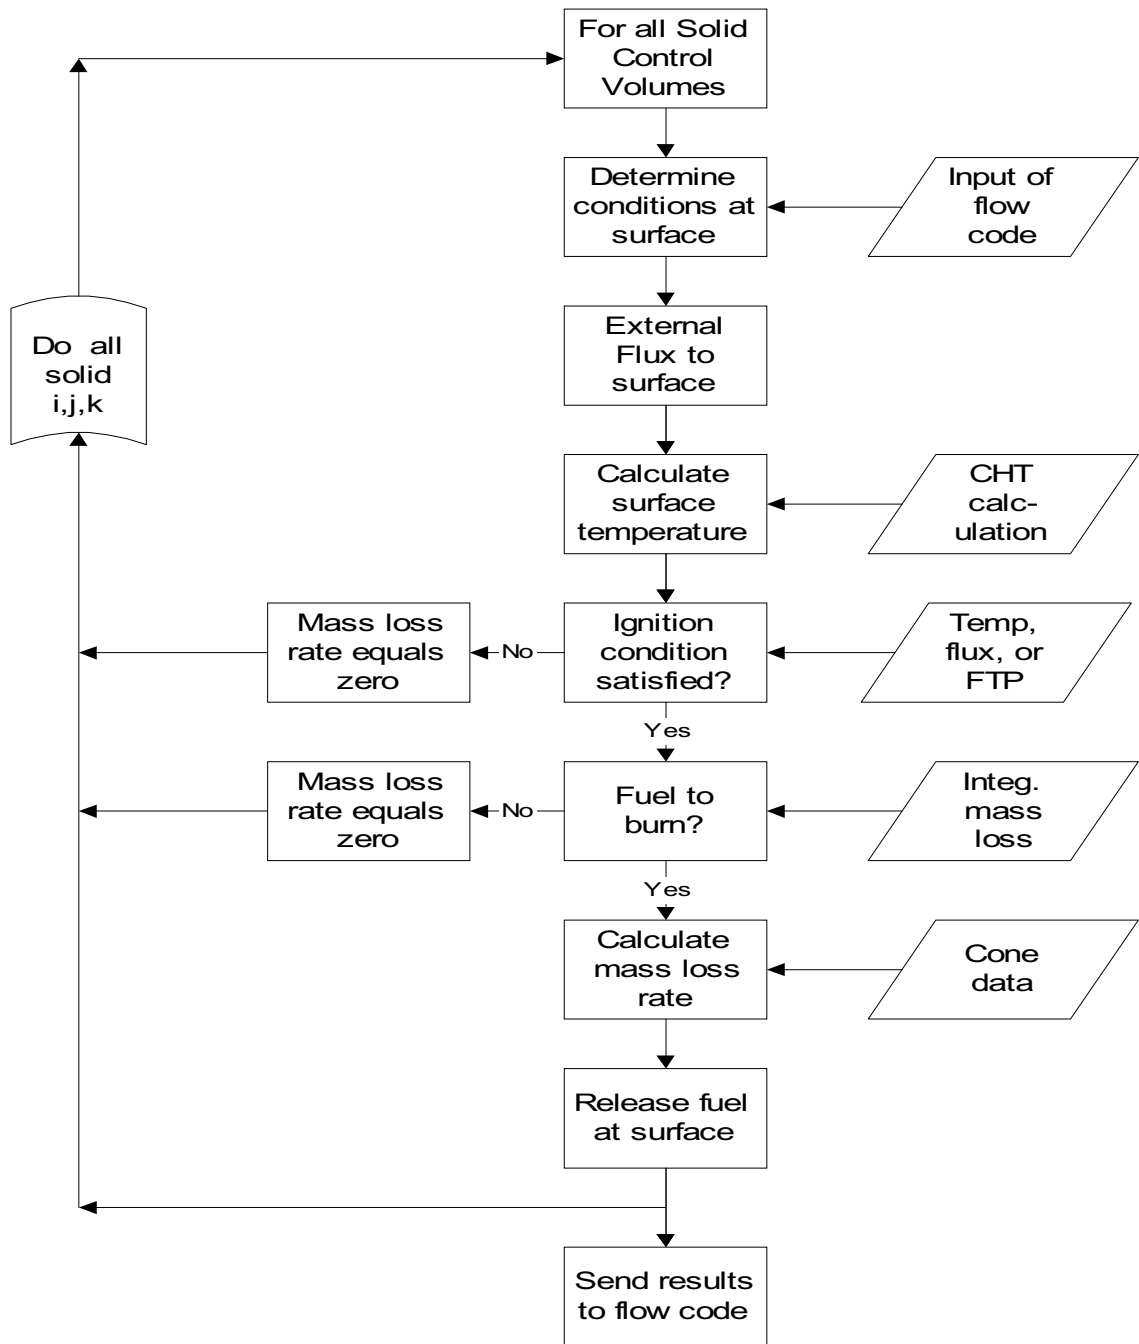 For all Solid
Control
Volumes
Determine
conditions at
surface
Input of
flow
code
External
Flux to
surface
Do all
solid
i,j,k
Calculate
surface
temperature
CHT
calc-
ulation
Mass loss
rate equals
zero
No
Ignition
condition
satisfied?
Temp,
flux, or
FTP
Yes
Mass loss
rate equals
zero
No
Fuel to
burn?
Integ.
mass
loss
Yes
Calculate
mass loss
rate
Cone
data
Release fuel
at surface
Send results
to flow code